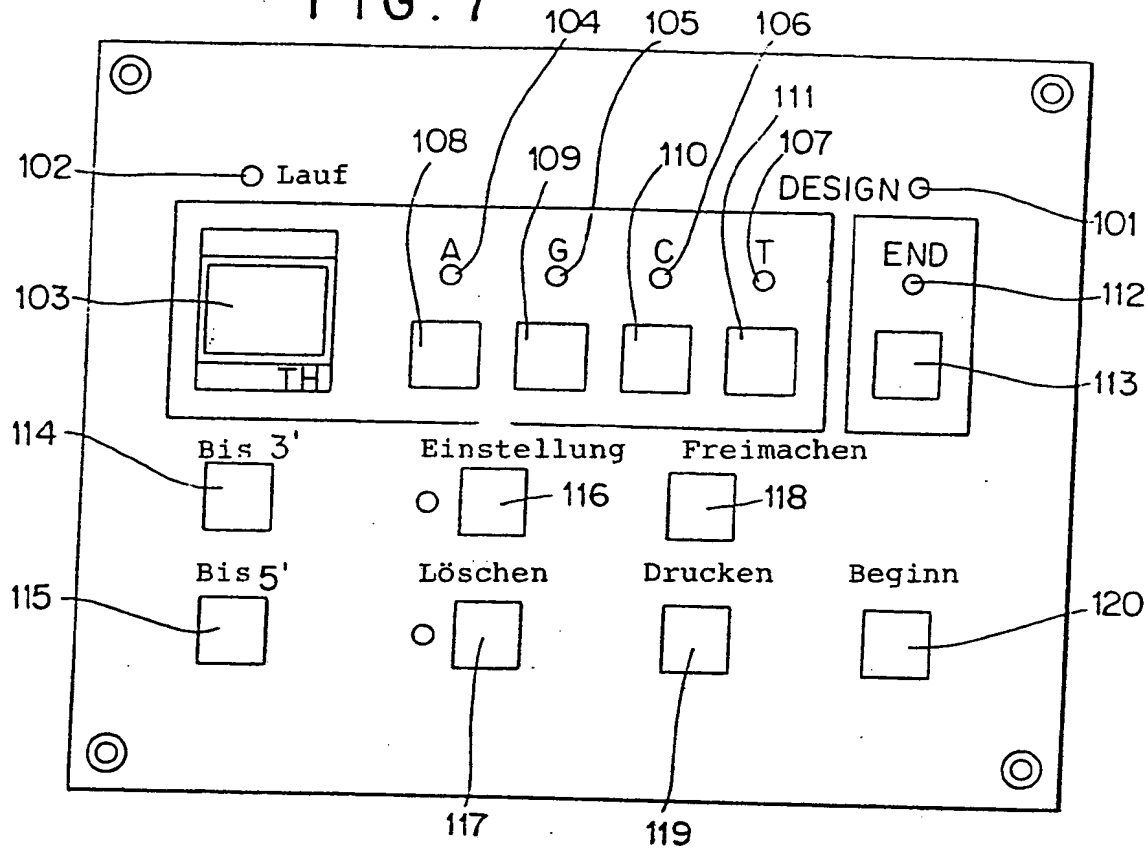 FIG. 7
104 105 106
111
102 Lauf 108 109 110 107
DESIGN 101
A G C T END
103 112
TH 113
114 Bis 3' Einstellung Freimachen
116 118
Bis 5' Löschen Drucken Beginn
115 120
117 119